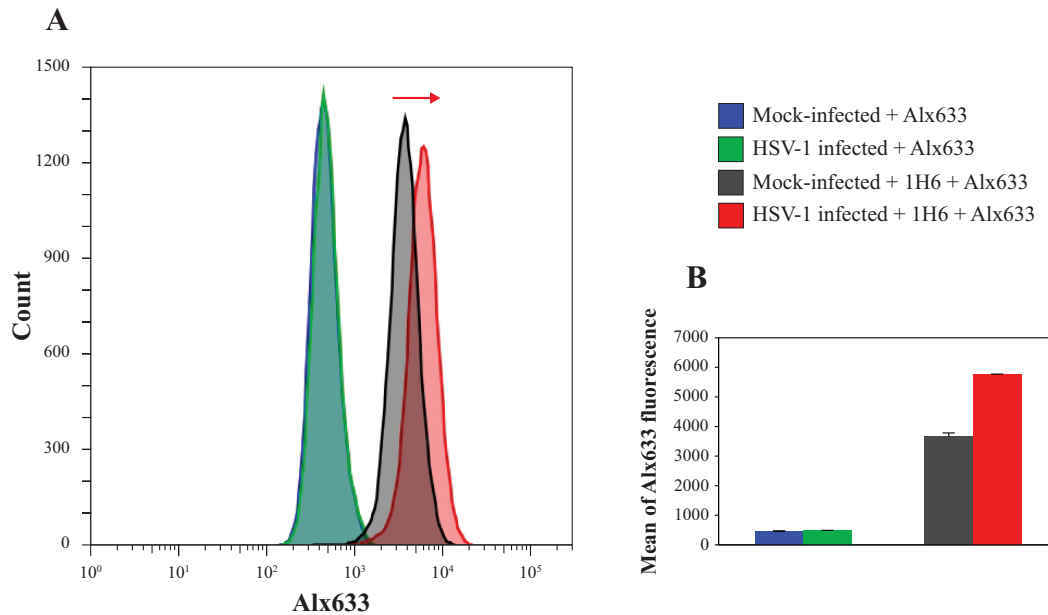 A
1500
1200
900
600
300
0
Count
10⁰ 10¹ 10² 10³ 10⁴ 10⁵
Alx633
Mock-infected + Alx633
HSV-1 infected + Alx633
Mock-infected + 1H6 + Alx633
HSV-1 infected + 1H6 + Alx633
B
7000
6000
5000
4000
3000
2000
1000
0
Mean of Alx633 fluorescence